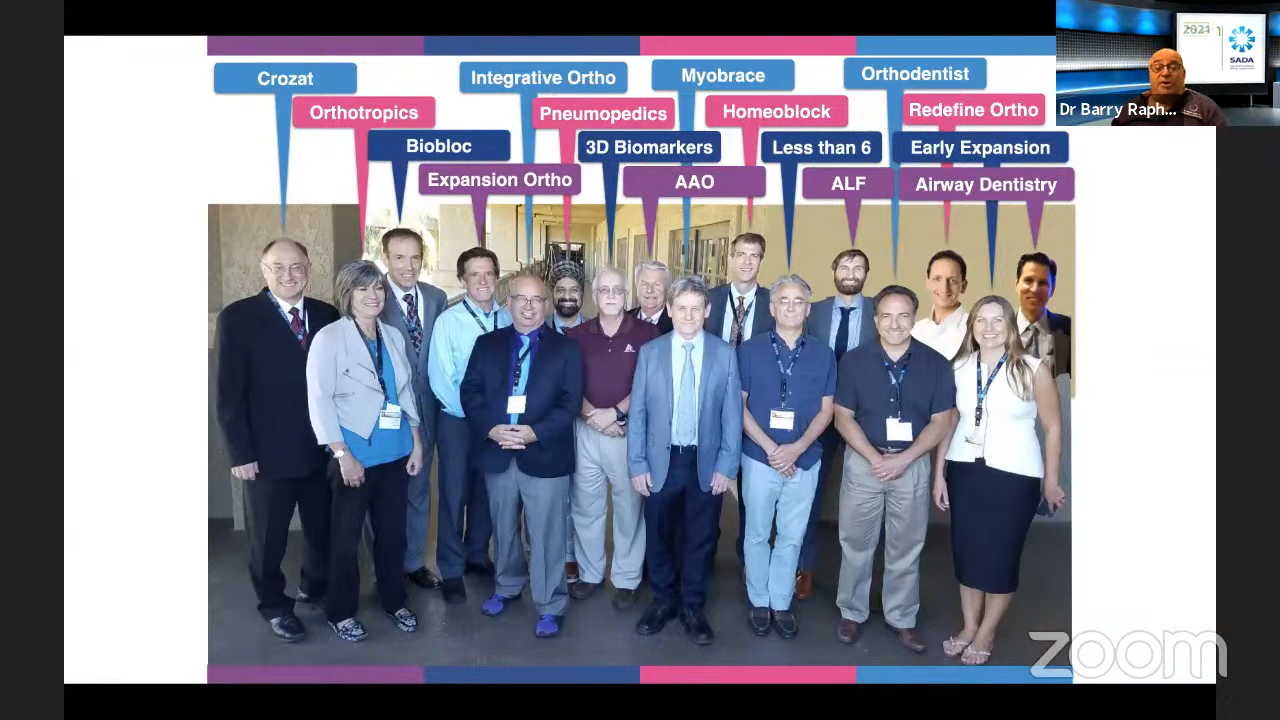 2021
SADA
Dr Barry Raph...
Crozat
Integrative Ortho
Myobrace
Orthodentist
Orthotropics
Pneumopedics
Homeoblock
Redefine Ortho
Biobloc
3D Biomarkers
Less than 6
Early Expansion
Expansion Ortho
AAO
ALF
Airway Dentistry
zoom